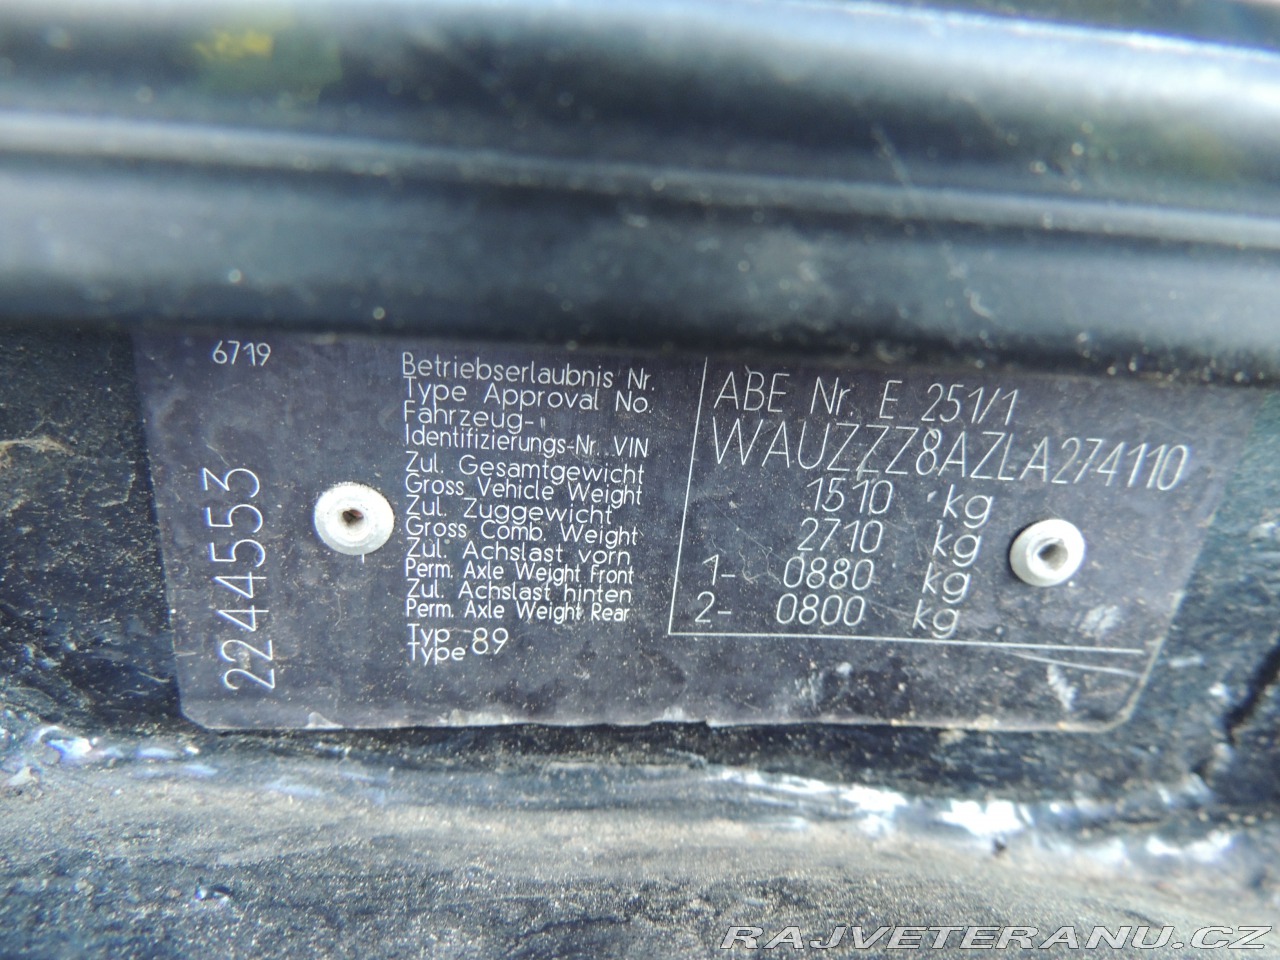 6719
2244553
Betriebserlaubnis Nr.
Type Approval No.
Fahrzeug-
Identifizierungs-Nr. VIN
Zul. Gesamtgewicht
Gross Vehicle Weight
Zul. Zuggewicht
Gross Comb. Weight
Zul. Achslast vorn
Perm. Axle Weight Front
Zul. Achslast hinten
Perm. Axle Weight Rear
Typ
Type 89
ABE Nr. E 251/1
WAUZZZ8AZLA274110
1510 kg
2710 kg
1- 0880 kg
2- 0800 kg
RAJVETERANU.CZ